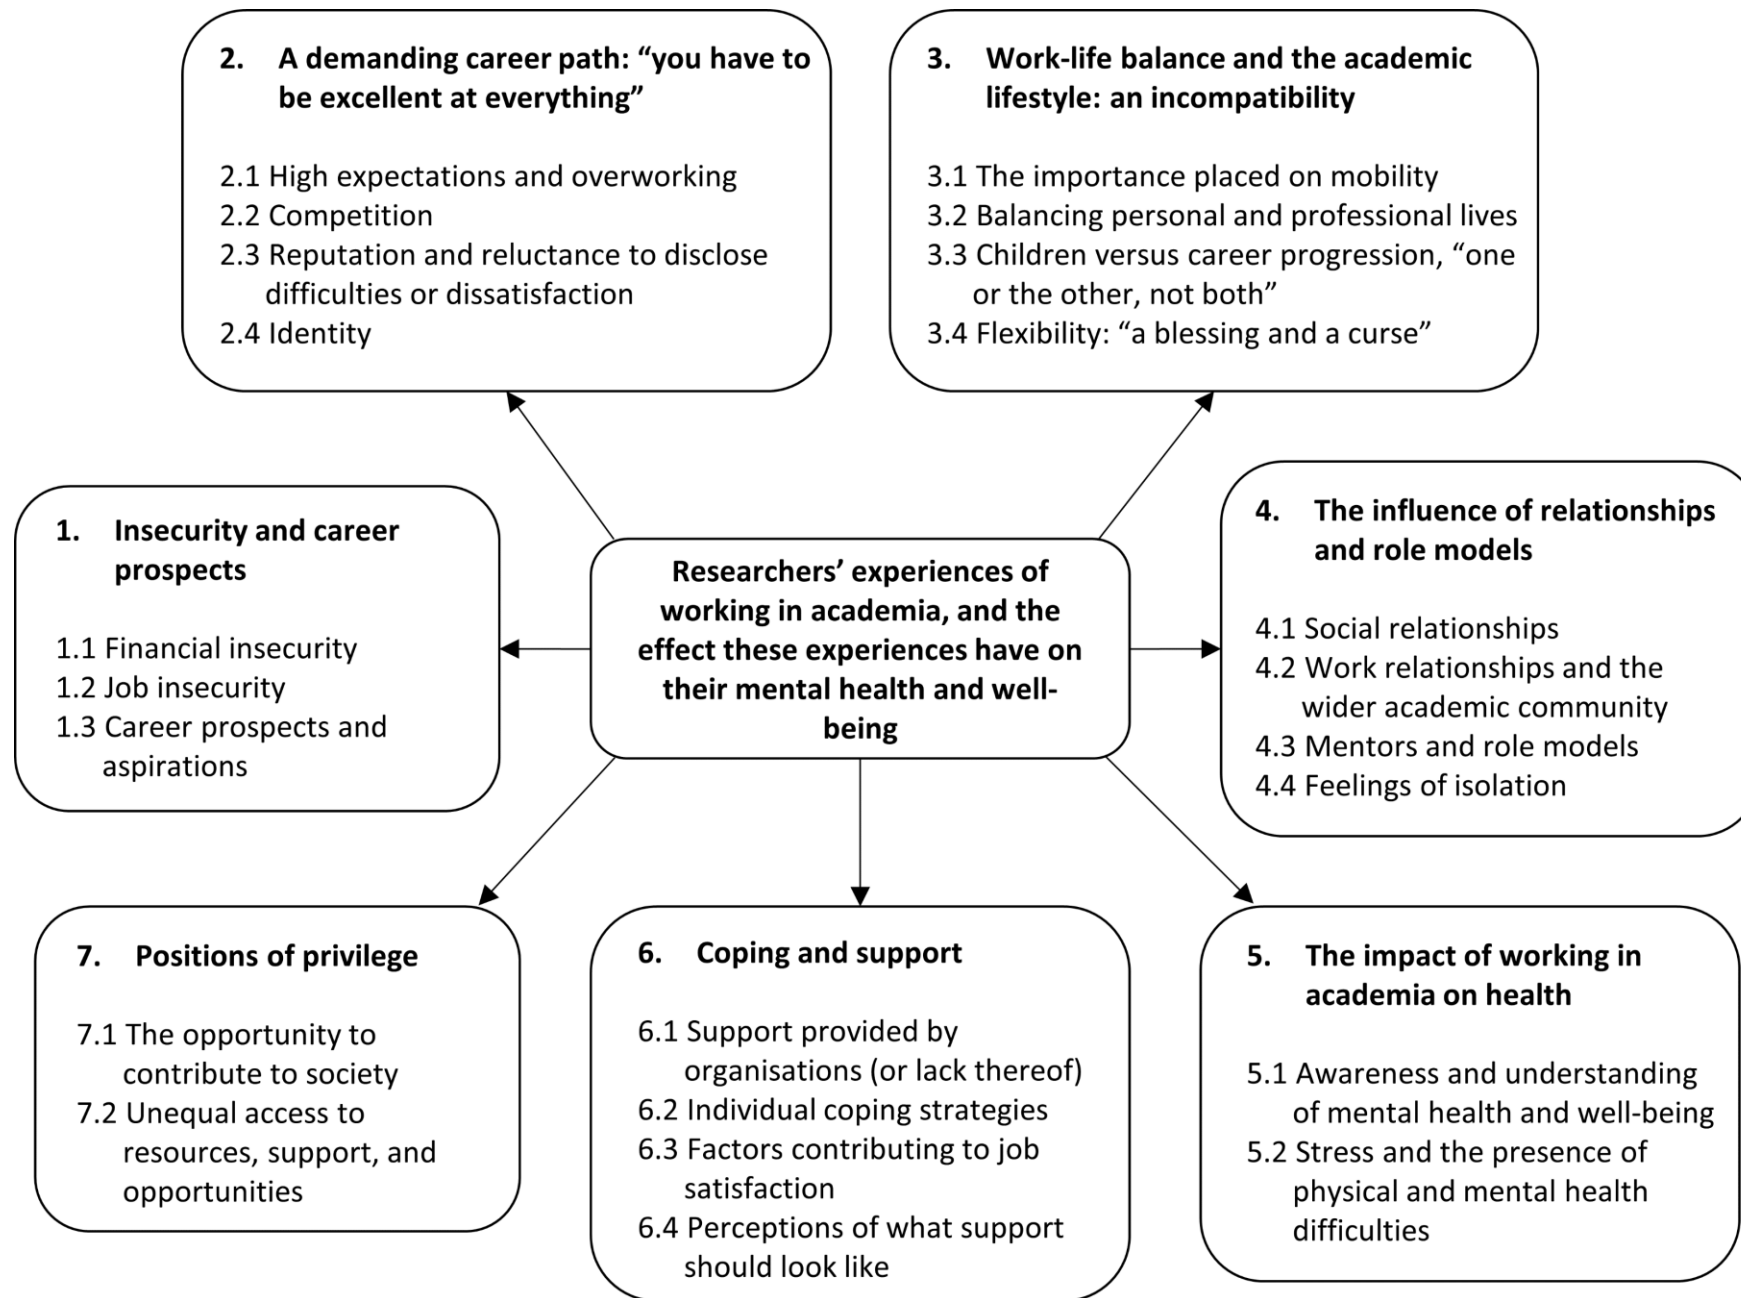 2. A demanding career path: “you have to
be excellent at everything”
2.1 High expectations and overworking
2.2 Competition
2.3 Reputation and reluctance to disclose
difficulties or dissatisfaction
2.4 Identity
3. Work-life balance and the academic
lifestyle: an incompatibility
3.1 The importance placed on mobility
3.2 Balancing personal and professional lives
3.3 Children versus career progression, “one
or the other, not both”
3.4 Flexibility: “a blessing and a curse”
1. Insecurity and career
prospects
1.1 Financial insecurity
1.2 Job insecurity
1.3 Career prospects and
aspirations
Researchers’ experiences of
working in academia, and the
effect these experiences have on
their mental health and well-
being
4. The influence of relationships
and role models
4.1 Social relationships
4.2 Work relationships and the
wider academic community
4.3 Mentors and role models
4.4 Feelings of isolation
7. Positions of privilege
7.1 The opportunity to
contribute to society
7.2 Unequal access to
resources, support, and
opportunities
6. Coping and support
6.1 Support provided by
organisations (or lack thereof)
6.2 Individual coping strategies
6.3 Factors contributing to job
satisfaction
6.4 Perceptions of what support
should look like
5. The impact of working in
academia on health
5.1 Awareness and understanding
of mental health and well-being
5.2 Stress and the presence of
physical and mental health
difficulties